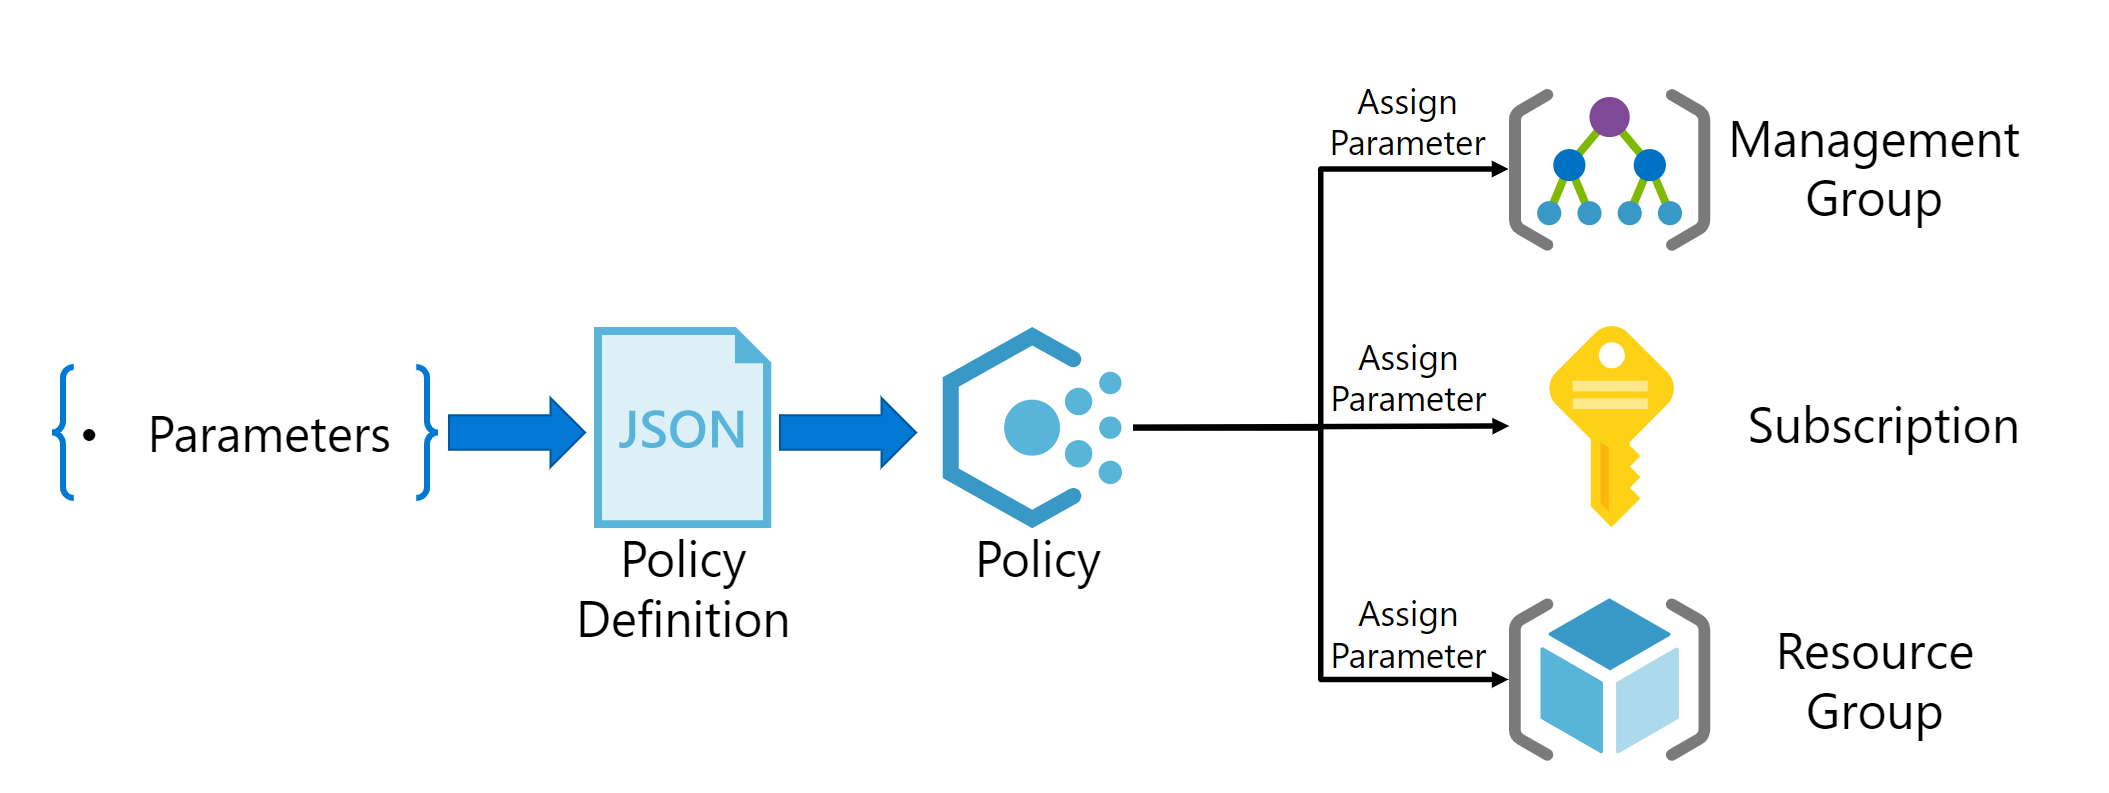 • Parameters
JSON
Policy
Definition
Policy
Assign
Parameter
Management
Group
Assign
Parameter
Subscription
Assign
Parameter
Resource
Group